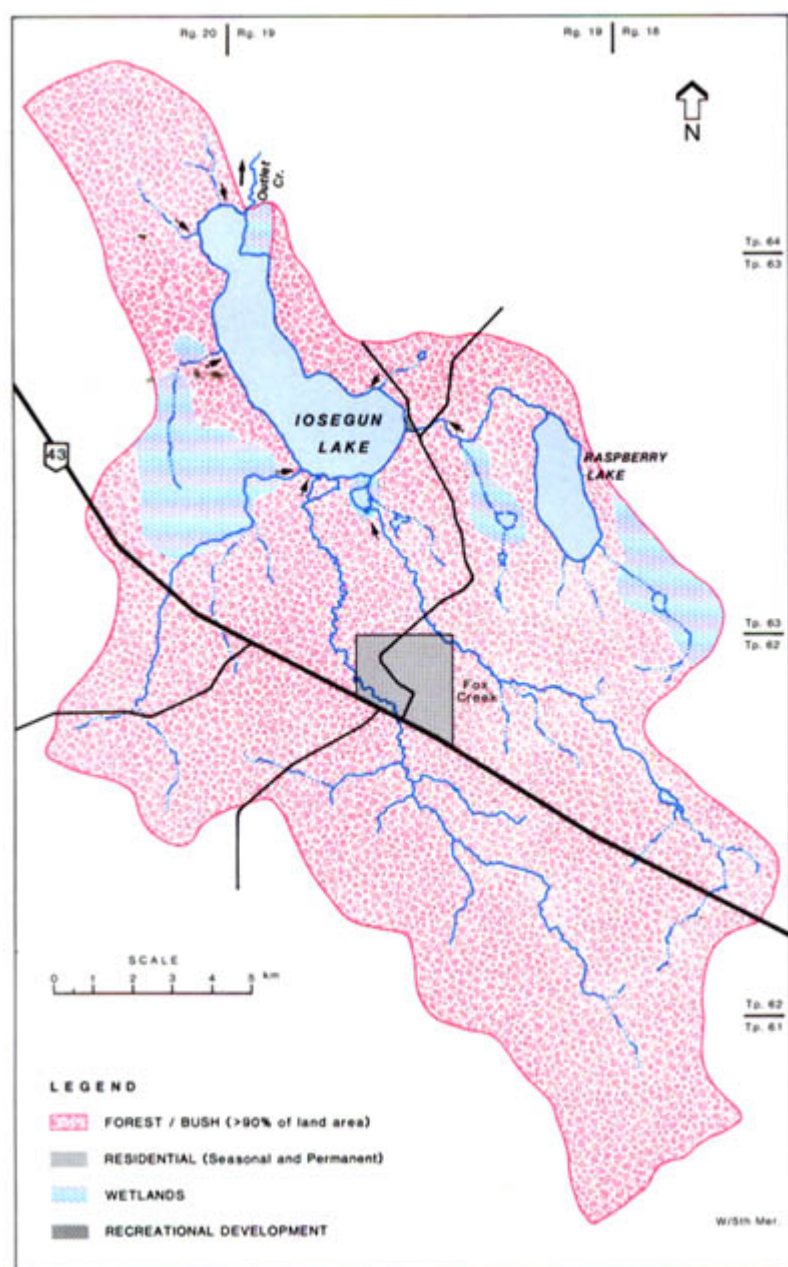 Rg. 20 Rg. 19
Rg. 19 Rg. 18
N
Outlet
Cr.
Tp. 64
Tp. 63
IOSEGUN
LAKE
43
RASPBERRY
LAKE
Tp. 63
Tp. 62
Fox
Creek
SCALE
0 1 2 3 4 5 km
Tp. 62
Tp. 61
LEGEND
FOREST / BUSH (>90% of land area)
RESIDENTIAL (Seasonal and Permanent)
WETLANDS
RECREATIONAL DEVELOPMENT
W/5th Mer.